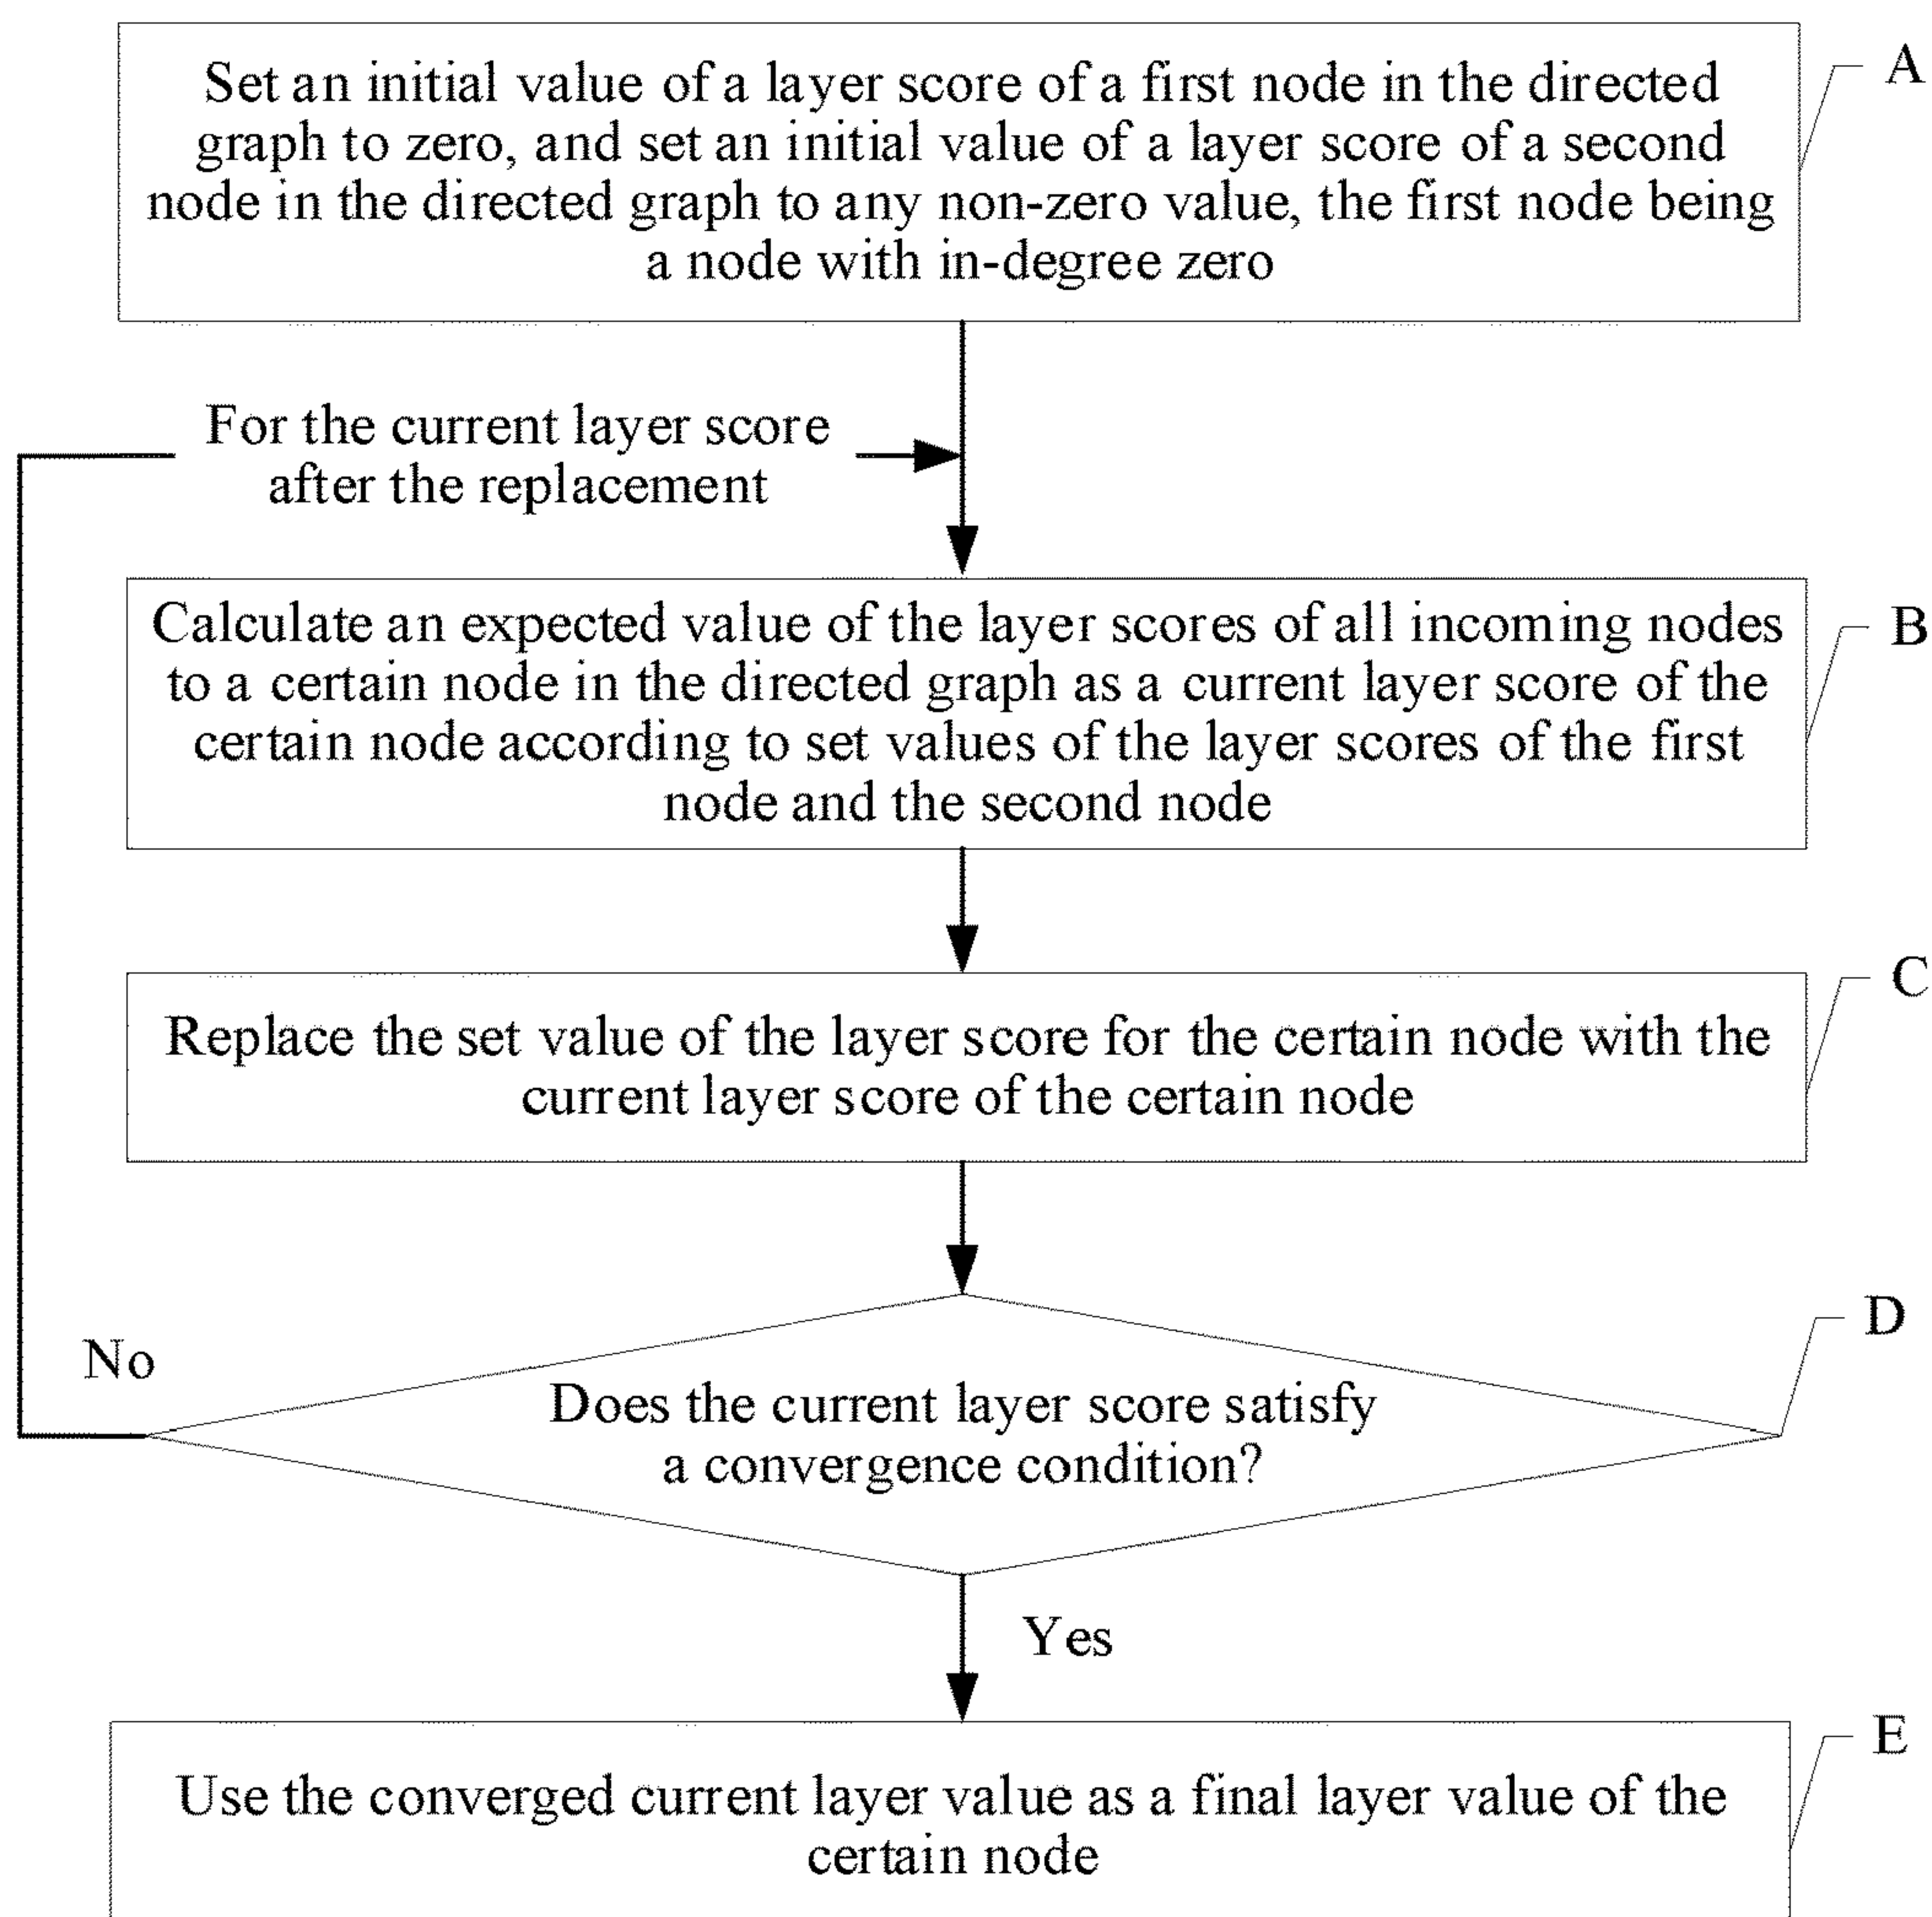 Set an initial value of a layer score of a first node in the directed
graph to zero, and set an initial value of a layer score of a second
node in the directed graph to any non-zero value, the first node being
a node with in-degree zero
A
For the current layer score
after the replacement
Calculate an expected value of the layer scores of all incoming nodes
to a certain node in the directed graph as a current layer score of the
certain node according to set values of the layer scores of the first
node and the second node
B
Replace the set value of the layer score for the certain node with the
current layer score of the certain node
C
Does the current layer score satisfy
a convergence condition?
D
No
Yes
Use the converged current layer value as a final layer value of the
certain node
E